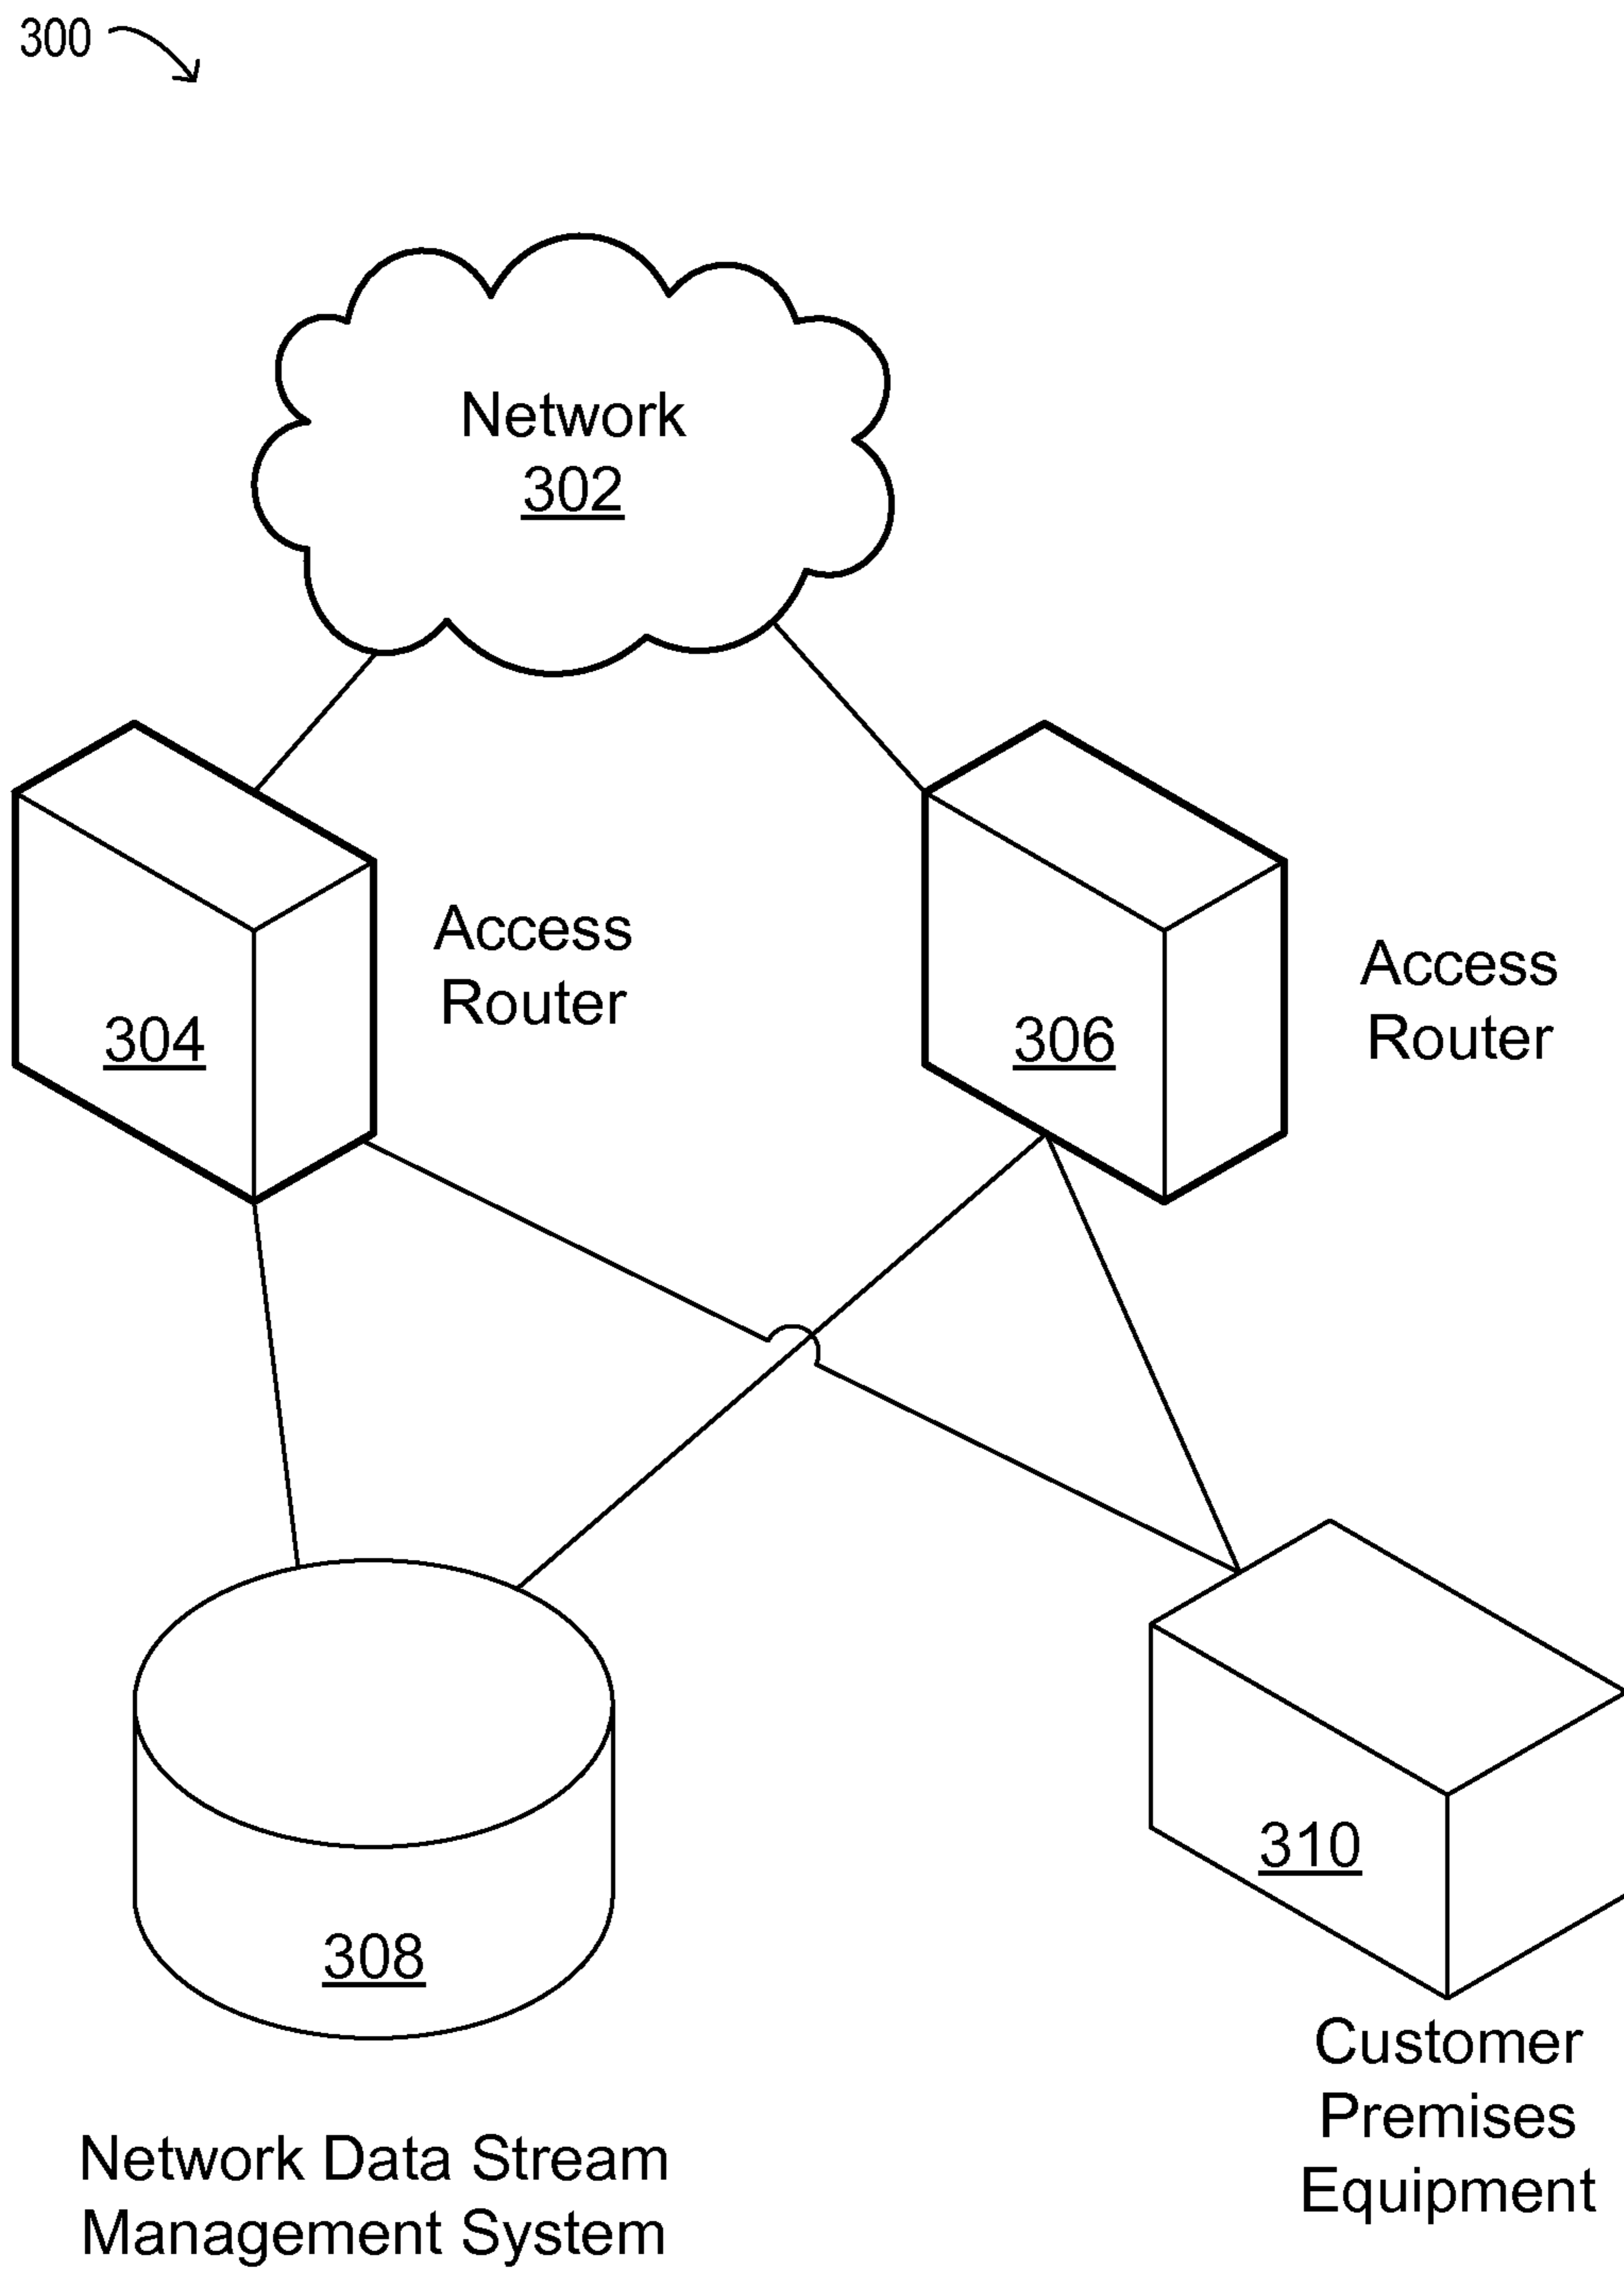 300
Network
302
Access
Router
304
Access
Router
306
308
310
Network Data Stream
Management System
Customer
Premises
Equipment